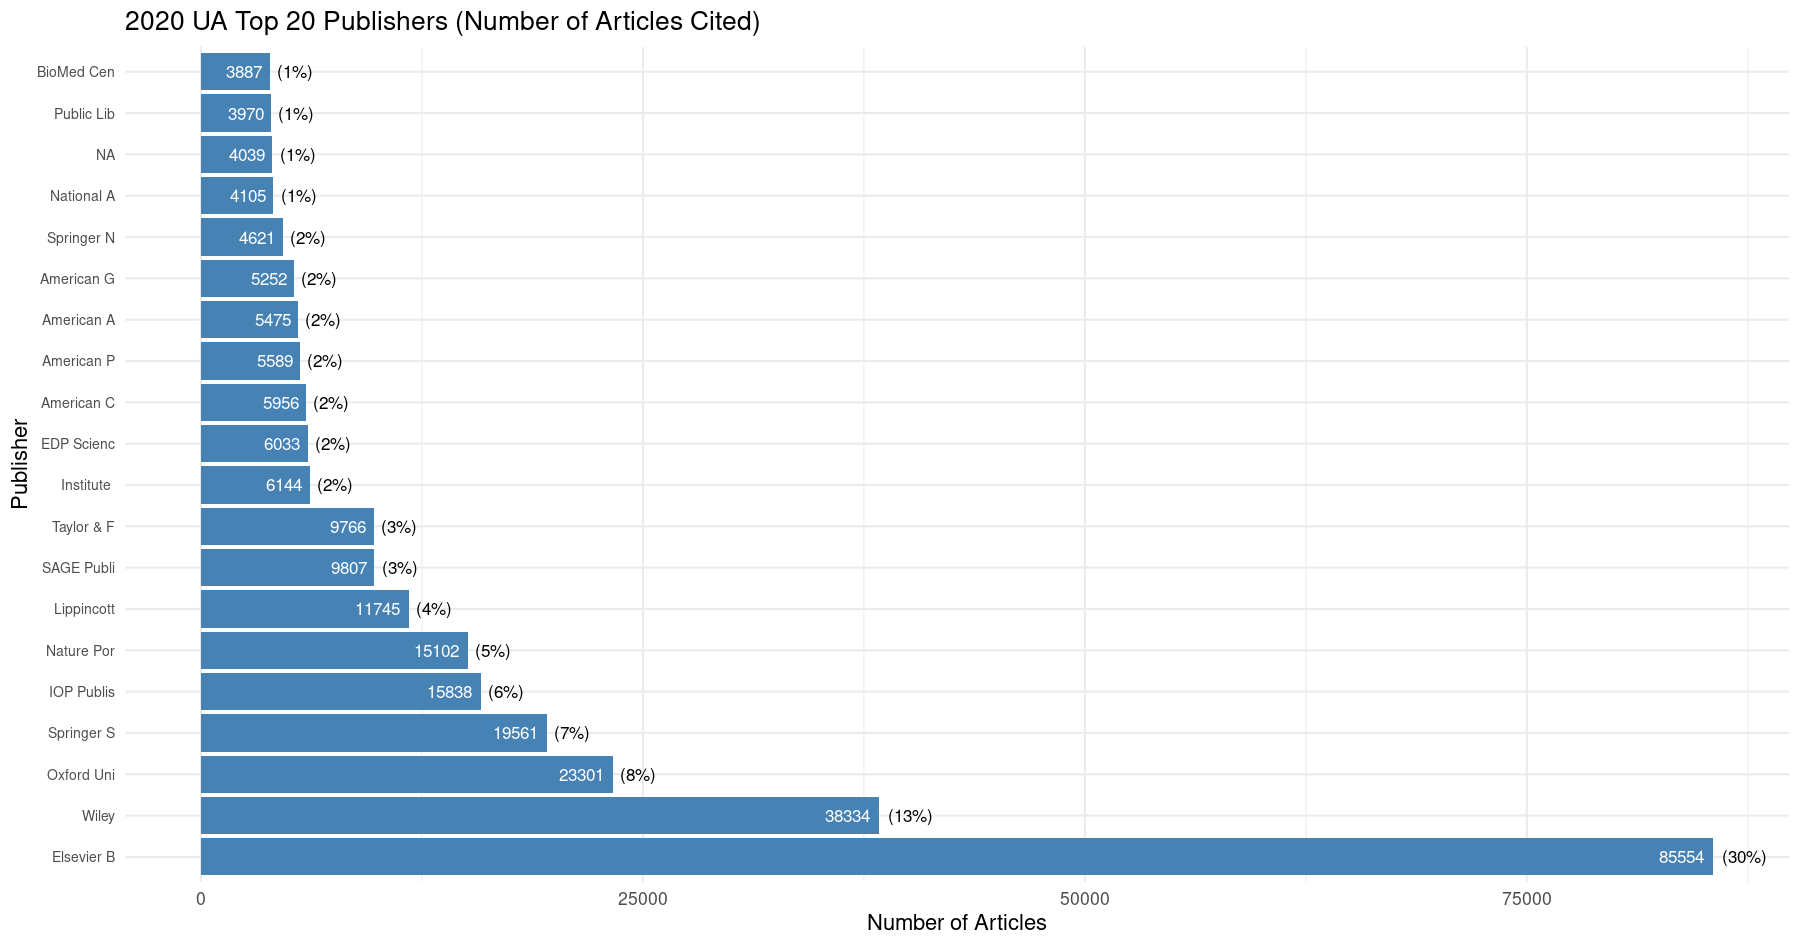 2020 UA Top 20 Publishers (Number of Articles Cited)
Publisher
BioMed Cen 3887 (1%)
Public Lib 3970 (1%)
NA 4039 (1%)
National A 4105 (1%)
Springer N 4621 (2%)
American G 5252 (2%)
American A 5475 (2%)
American P 5589 (2%)
American C 5956 (2%)
EDP Scienc 6033 (2%)
Institute 6144 (2%)
Taylor & F 9766 (3%)
SAGE Publi 9807 (3%)
Lippincott 11745 (4%)
Nature Por 15102 (5%)
IOP Publis 15838 (6%)
Springer S 19561 (7%)
Oxford Uni 23301 (8%)
Wiley 38334 (13%)
Elsevier B 85554 (30%)
0 25000 50000 75000
Number of Articles